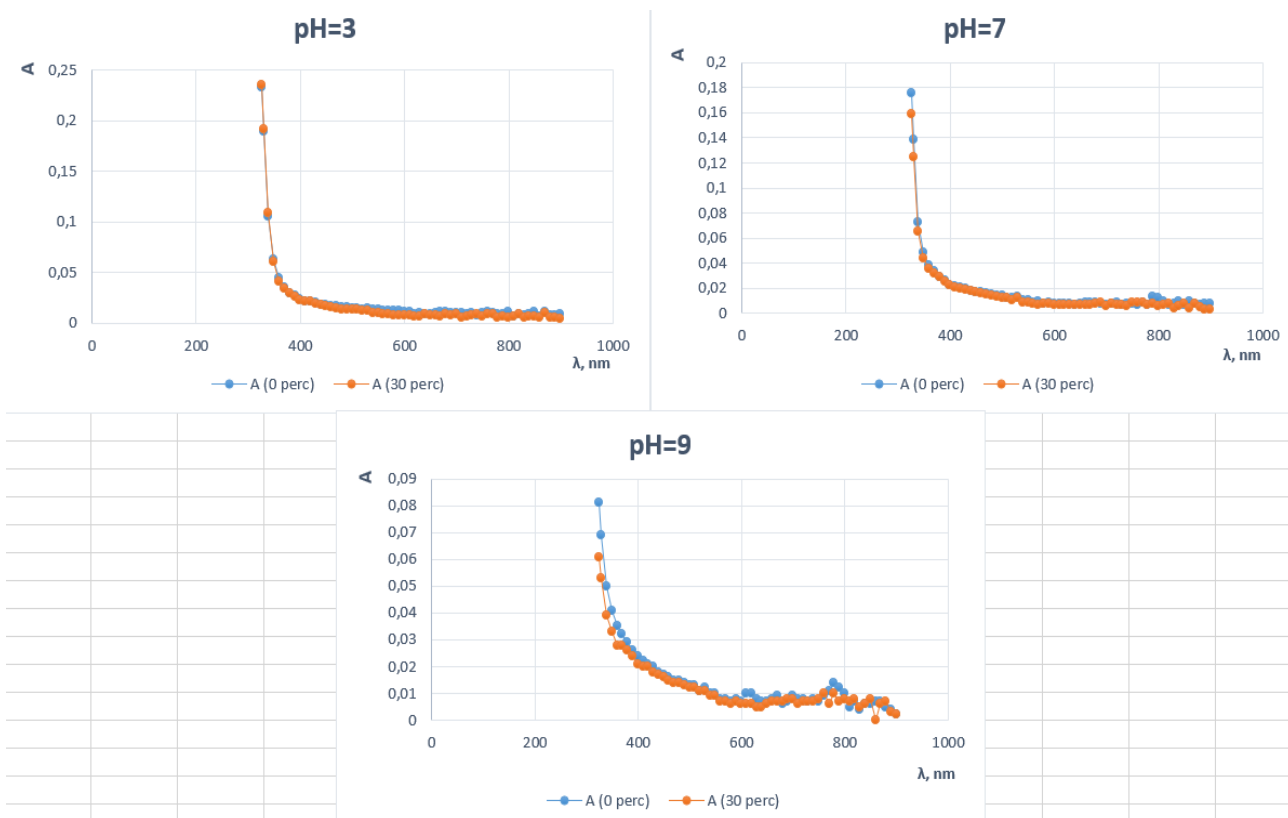 pH=3
A
0,25
0,2
0,15
0,1
0,05
0
0 200 400 600 800 1000
λ, nm
A (0 perc) A (30 perc)
pH=7
A
0,2
0,18
0,16
0,14
0,12
0,1
0,08
0,06
0,04
0,02
0
0 200 400 600 800 1000
λ, nm
A (0 perc) A (30 perc)
pH=9
A
0,09
0,08
0,07
0,06
0,05
0,04
0,03
0,02
0,01
0
0 200 400 600 800 1000
λ, nm
A (0 perc) A (30 perc)